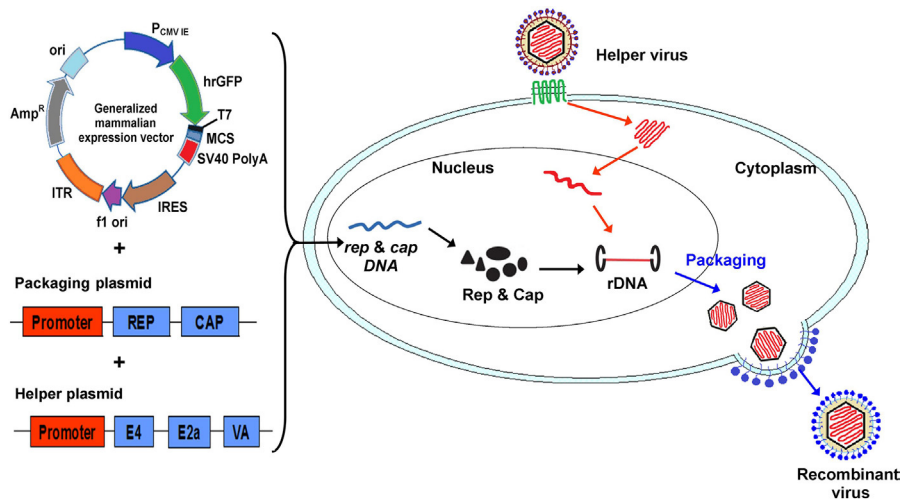 P CMV IE
ori
hrGFP
Amp R
T7
Generalized
mammalian
expression vector
MCS
SV40 PolyA
ITR
IRES
f1 ori
+
Packaging plasmid
Promoter REP CAP
+
Helper plasmid
Promoter E4 E2a VA
Helper virus
Nucleus
Cytoplasm
rep & cap
DNA
Rep & Cap
rDNA
Packaging
Recombinant
virus